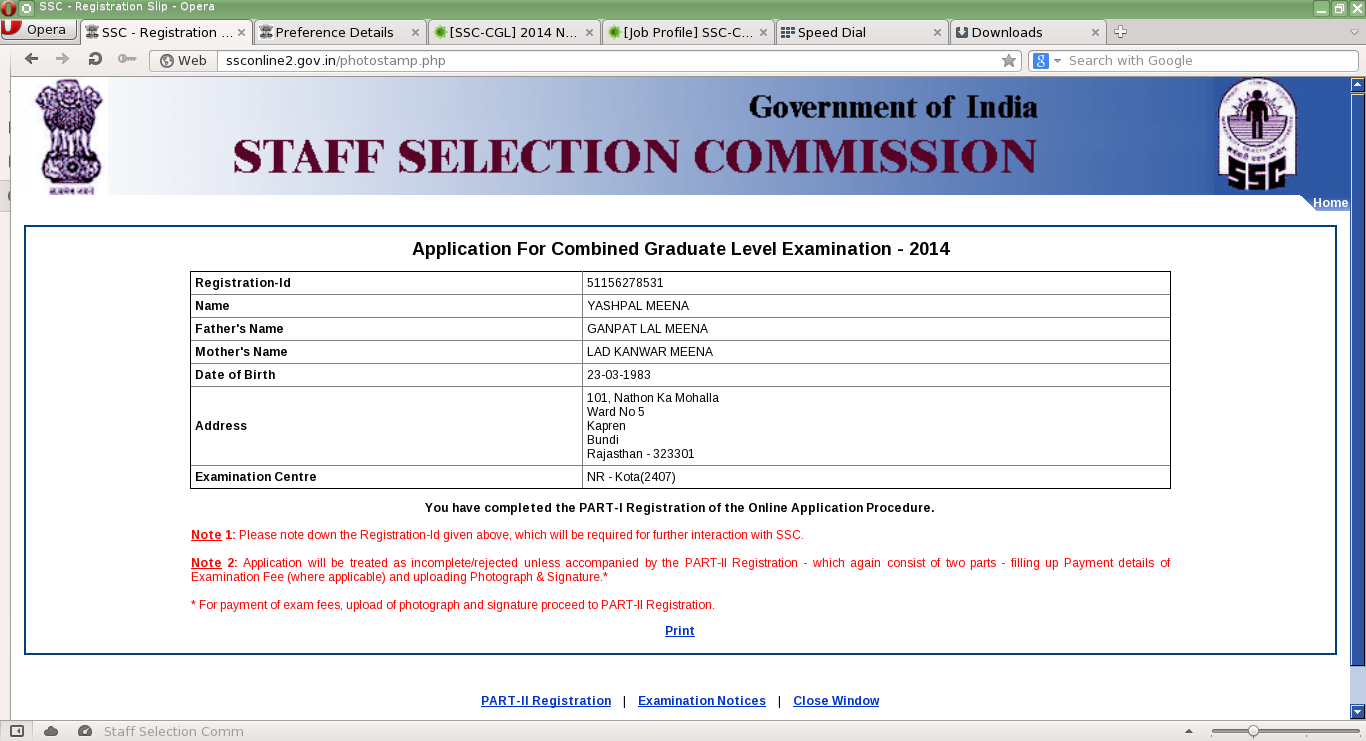 SSC - Registration Slip - Opera
Opera
SSC - Registration ...
Preference Details
[SSC-CGL] 2014 N...
[Job Profile] SSC-C...
Speed Dial
Downloads
Web
ssconline2.gov.in/photostamp.php
8
Search with Google
Government of India
STAFF SELECTION COMMISSION
SSC
Home
Application For Combined Graduate Level Examination - 2014
Registration-Id 51156278531
Name YASHPAL MEENA
Father's Name GANPAT LAL MEENA
Mother's Name LAD KANWAR MEENA
Date of Birth 23-03-1983
Address 101, Nathon Ka Mohalla
Ward No 5
Kapren
Bundi
Rajasthan - 323301
Examination Centre NR - Kota(2407)
You have completed the PART-I Registration of the Online Application Procedure.
Note 1: Please note down the Registration-Id given above, which will be required for further interaction with SSC.
Note 2: Application will be treated as incomplete/rejected unless accompanied by the PART-II Registration - which again consist of two parts - filling up Payment details of
Examination Fee (where applicable) and uploading Photograph & Signature.*
* For payment of exam fees, upload of photograph and signature proceed to PART-II Registration.
Print
PART-II Registration | Examination Notices | Close Window
Staff Selection Comm